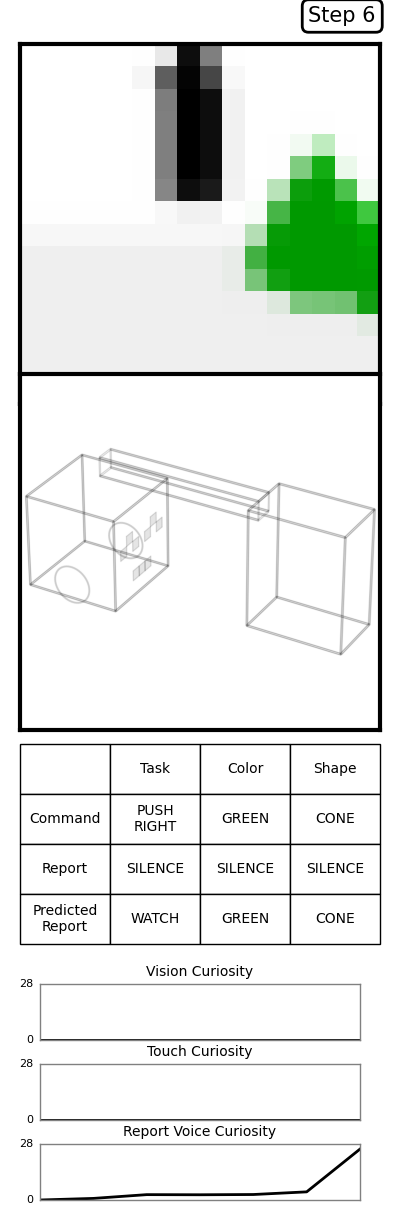 Step 6
Task Color Shape
Command PUSH RIGHT GREEN CONE
Report SILENCE SILENCE SILENCE
Predicted Report WATCH GREEN CONE
Vision Curiosity
28
0
Touch Curiosity
28
0
Report Voice Curiosity
28
0